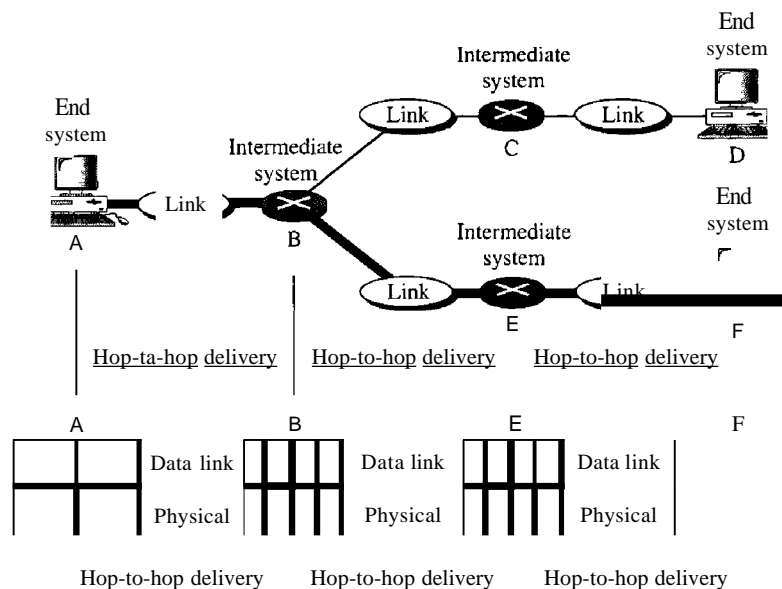 End
system
Intermediate
system
Link
C
Link
D
End
system
A
Link
Intermediate
system
B
End
system
Intermediate
system
Link
E
Link
F
Hop-ta-hop delivery
Hop-to-hop delivery
Hop-to-hop delivery
A
B
E
F
Data link
Data link
Data link
Physical
Physical
Physical
Hop-to-hop delivery
Hop-to-hop delivery
Hop-to-hop delivery